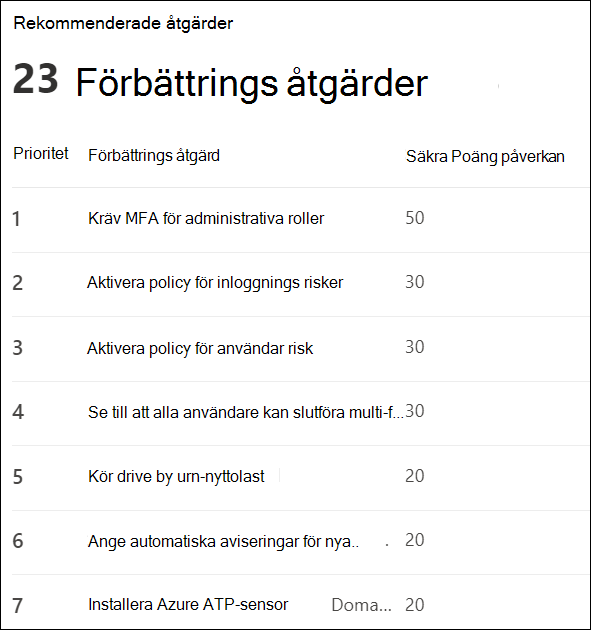 Rekommenderade åtgärder
23 Förbättrings åtgärder
Prioritet Förbättrings åtgärd Säkra Poäng påverkan
1 Kräv MFA för administrativa roller 50
2 Aktivera policy för inloggnings risker 30
3 Aktivera policy för användar risk 30
4 Se till att alla användare kan slutföra multi-f... 30
5 Kör drive by urn-nyttolast 20
6 Ange automatiska aviseringar för nya.. . 20
7 Installera Azure ATP-sensor Doma... 20